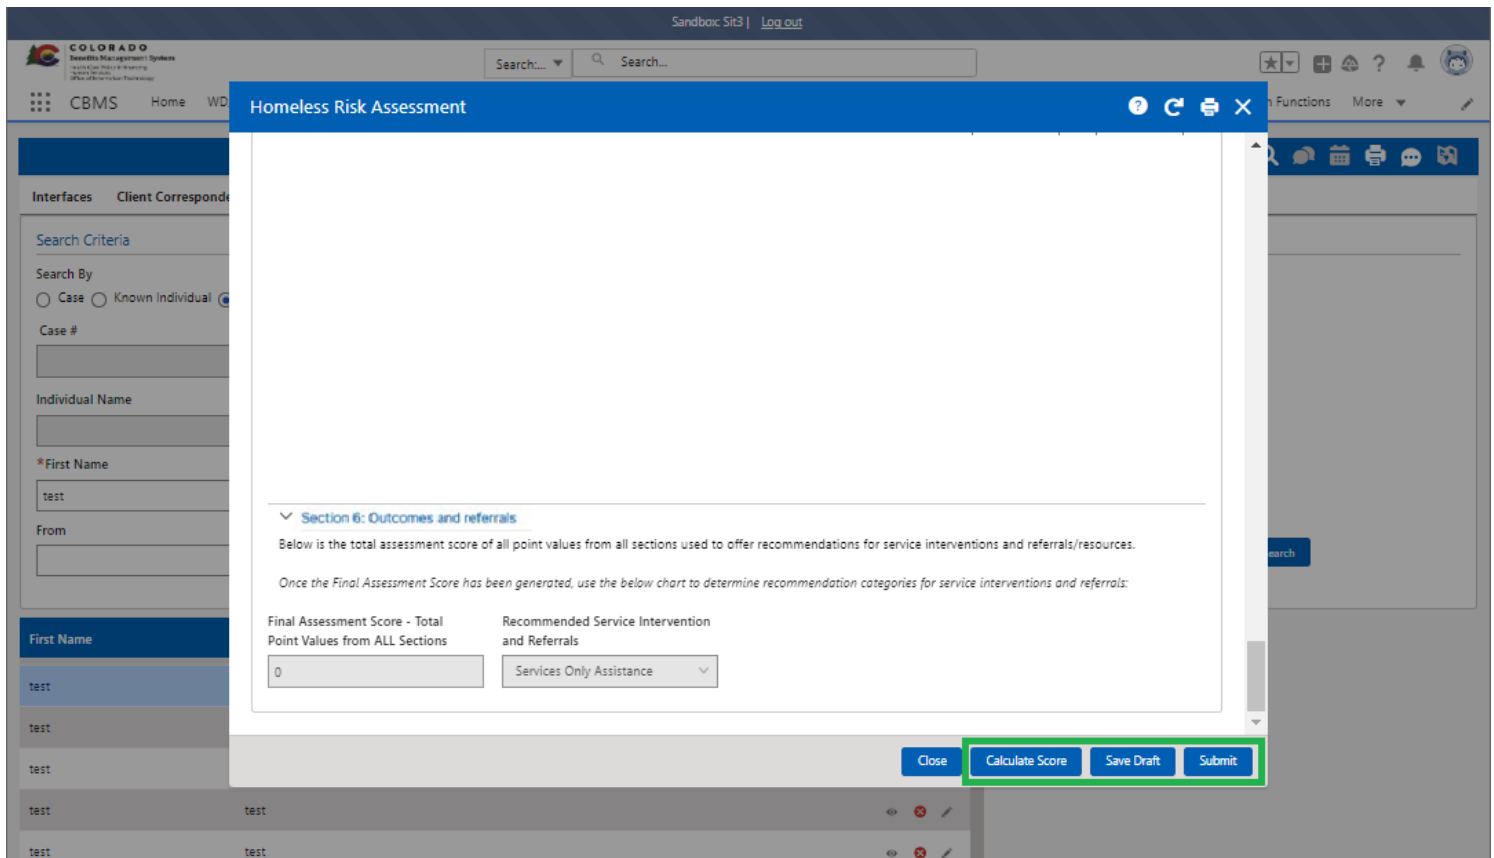 Sandbox: Sit3 | Log out
COLORADO
Benefits Management System
Search:...
Search...
CBMS
Home
WD
n Functions
More
Homeless Risk Assessment
Interfaces
Client Corresponde
Search Criteria
Search By
Case
Known Individual
Case #
Individual Name
*First Name
test
From
earch
Section 6: Outcomes and referrals
Below is the total assessment score of all point values from all sections used to offer recommendations for service interventions and referrals/resources.
Once the Final Assessment Score has been generated, use the below chart to determine recommendation categories for service interventions and referrals:
Final Assessment Score - Total
Point Values from ALL Sections
0
Recommended Service Intervention
and Referrals
Services Only Assistance
Close
Calculate Score
Save Draft
Submit
First Name
test
test
test
test test
test test